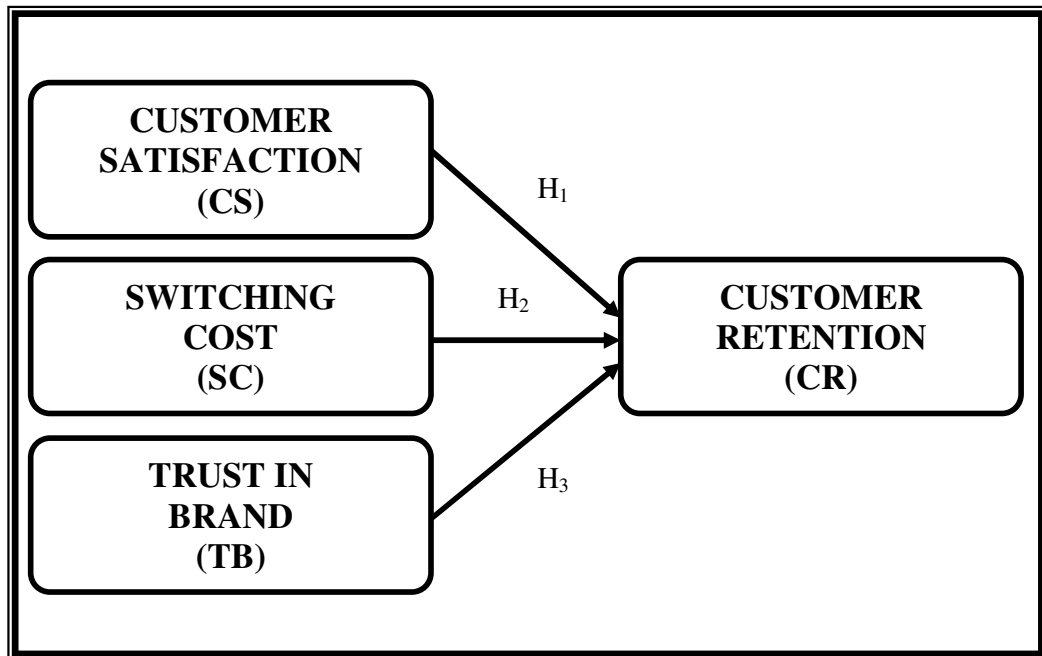 CUSTOMER
SATISFACTION
(CS)
H₁
SWITCHING
COST
(SC)
H₂
CUSTOMER
RETENTION
(CR)
TRUST IN
BRAND
(TB)
H₃